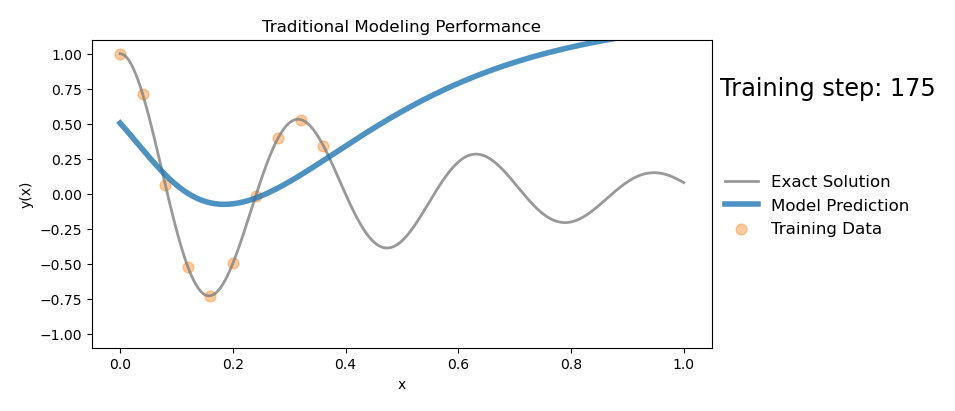 Traditional Modeling Performance
1.00
0.75
0.50
0.25
0.00
−0.25
−0.50
−0.75
−1.00
y(x)
0.0 0.2 0.4 0.6 0.8 1.0
x
Training step: 175
Exact Solution
Model Prediction
Training Data